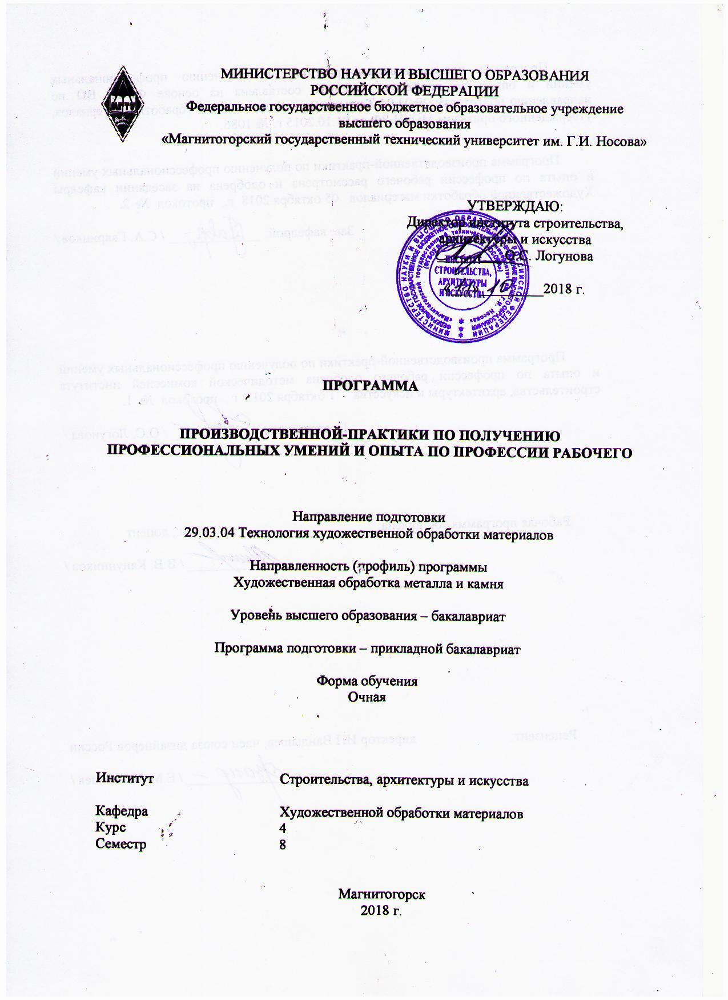 МГТУ
МИНИСТЕРСТВО НАУКИ И ВЫСШЕГО ОБРАЗОВАНИЯ
РОССИЙСКОЙ ФЕДЕРАЦИИ
Федеральное государственное бюджетное образовательное учреждение
высшего образования
«Магнитогорский государственный технический университет им. Г.И. Носова»
УТВЕРЖДАЮ:
Директор института строительства,
архитектуры и искусства
О.С. Логунова
«11» 10 2018 г.
ИНСТИТУТ
СТРОИТЕЛЬСТВА,
АРХИТЕКТУРЫ
И ИСКУССТВА
ПРОГРАММА
ПРОИЗВОДСТВЕННОЙ-ПРАКТИКИ ПО ПОЛУЧЕНИЮ
ПРОФЕССИОНАЛЬНЫХ УМЕНИЙ И ОПЫТА ПО ПРОФЕССИИ РАБОЧЕГО
Направление подготовки
29.03.04 Технология художественной обработки материалов
Направленность (профиль) программы
Художественная обработка металла и камня
Уровень высшего образования – бакалавриат
Программа подготовки – прикладной бакалавриат
Форма обучения
Очная
Институт Строительства, архитектуры и искусства
Кафедра Художественной обработки материалов
Курс 4
Семестр 8
Магнитогорск
2018 г.